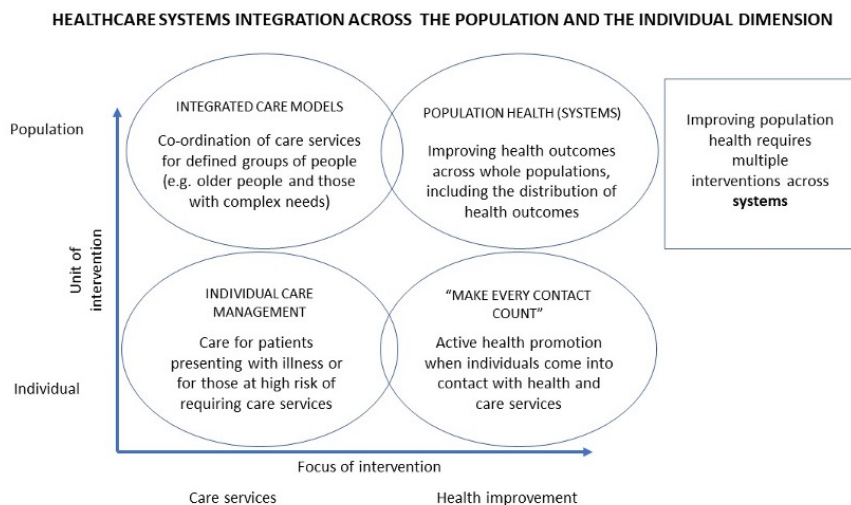 HEALTHCARE SYSTEMS INTEGRATION ACROSS THE POPULATION AND THE INDIVIDUAL DIMENSION
Population
INTEGRATED CARE MODELS
Co-ordination of care services
for defined groups of people
(e.g. older people and those
with complex needs)
POPULATION HEALTH (SYSTEMS)
Improving health outcomes
across whole populations,
including the distribution of
health outcomes
Improving population
health requires
multiple
interventions across
systems
Unit of
intervention
INDIVIDUAL CARE
MANAGEMENT
Care for patients
presenting with illness or
for those at high risk of
requiring care services
“MAKE EVERY CONTACT
COUNT”
Active health promotion
when individuals come into
contact with health and
care services
Individual
Focus of intervention
Care services
Health improvement